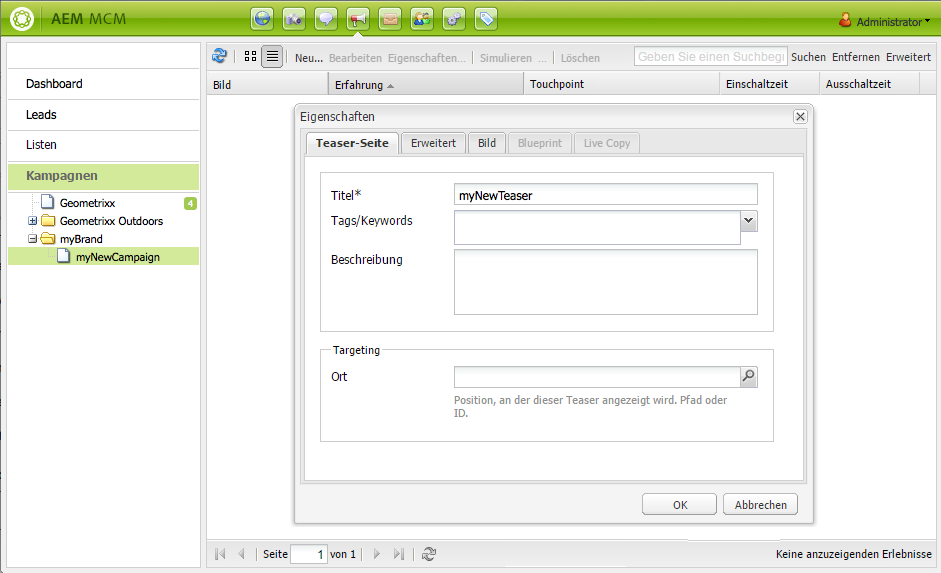 AEM MCM
Administrator
Neu... Bearbeiten Eigenschaften... Simulieren ... Löschen
Geben Sie einen Suchbegri Suchen Entfernen Erweitert
Dashboard
Leads
Listen
Kampagnen
Geometrixx 4
Geometrixx Outdoors
myBrand
myNewCampaign
Bild Erfahrung Touchpoint Einschaltzeit Ausschaltzeit
Eigenschaften
Teaser-Seite Erweitert Bild Blueprint Live Copy
Titel* myNewTeaser
Tags/Keywords
Beschreibung
Targeting
Ort
Position, an der dieser Teaser angezeigt wird. Pfad oder
ID.
OK Abbrechen
Seite 1 von 1
Keine anzuzeigenden Erlebnisse